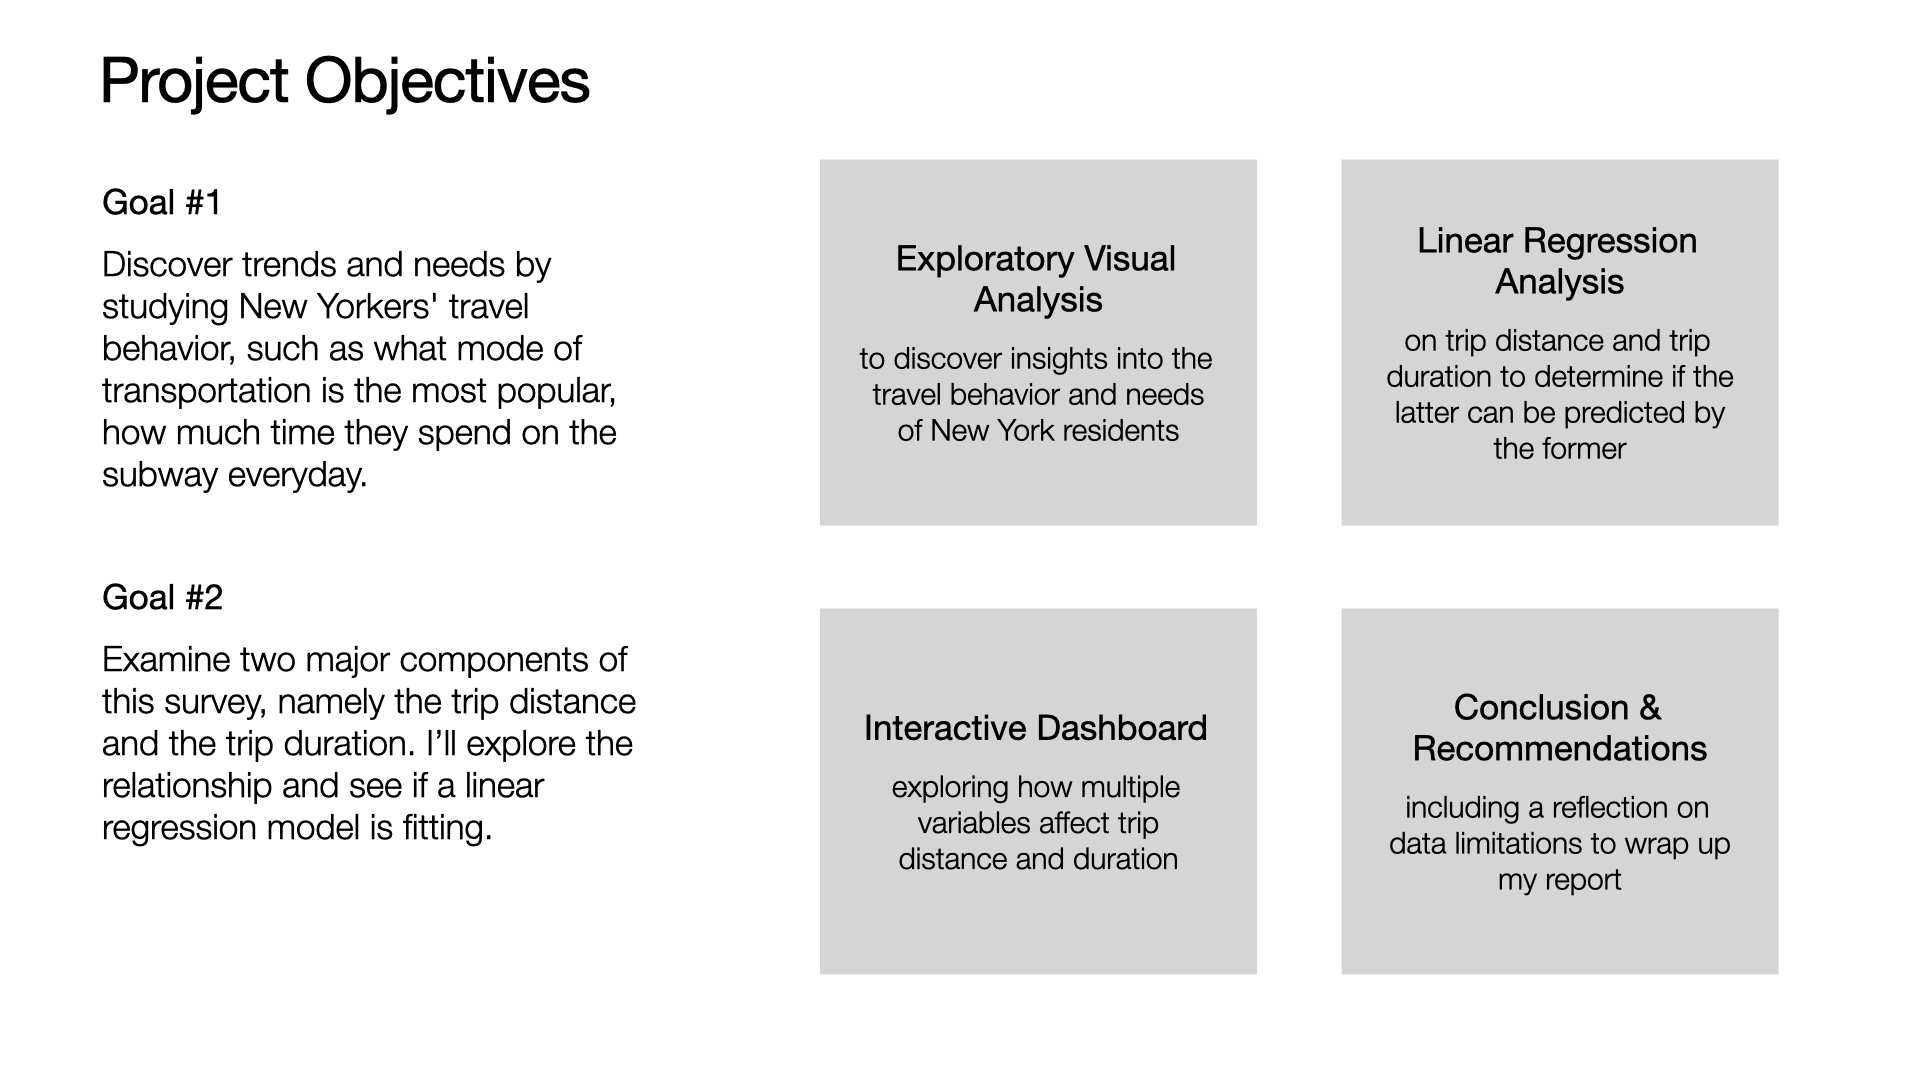 Project Objectives
Goal #1
Discover trends and needs by
studying New Yorkers' travel
behavior, such as what mode of
transportation is the most popular,
how much time they spend on the
subway everyday.
Goal #2
Examine two major components of
this survey, namely the trip distance
and the trip duration. I’ll explore the
relationship and see if a linear
regression model is fitting.
Exploratory Visual
Analysis
to discover insights into the
travel behavior and needs
of New York residents
Linear Regression
Analysis
on trip distance and trip
duration to determine if the
latter can be predicted by
the former
Interactive Dashboard
exploring how multiple
variables affect trip
distance and duration
Conclusion &
Recommendations
including a reflection on
data limitations to wrap up
my report